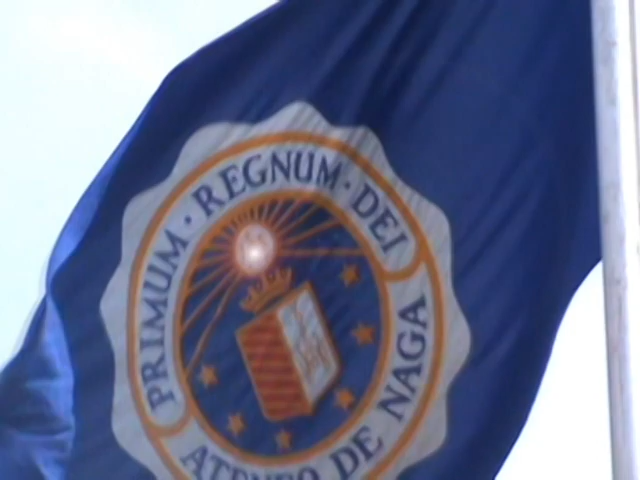 PRIMUM · REGNUM · DEI
ATENEO DE NAGA